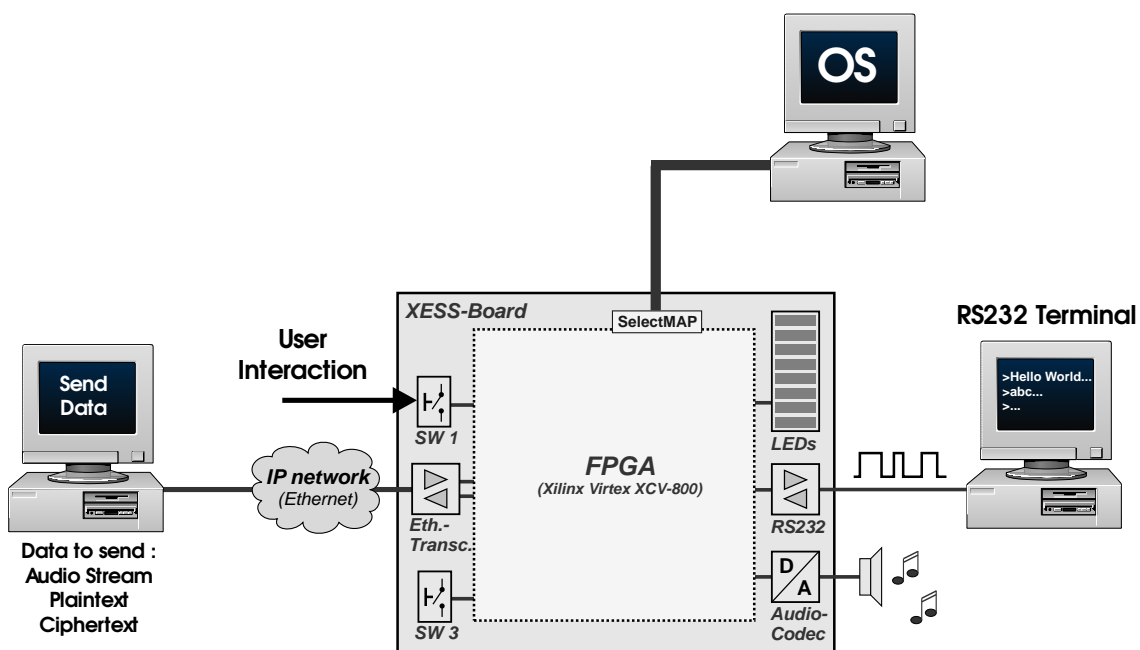 OS
XESS-Board
SelectMAP
RS232 Terminal
User
Interaction
Send
Data
>Hello World...
>abc...
>...
SW 1
LEDs
FPGA
(Xilinx Virtex XCV-800)
IP network
(Ethernet)
Eth.-
Transc.
RS232
Data to send :
Audio Stream
Plaintext
Ciphertext
SW 3
D
A
Audio-
Codec